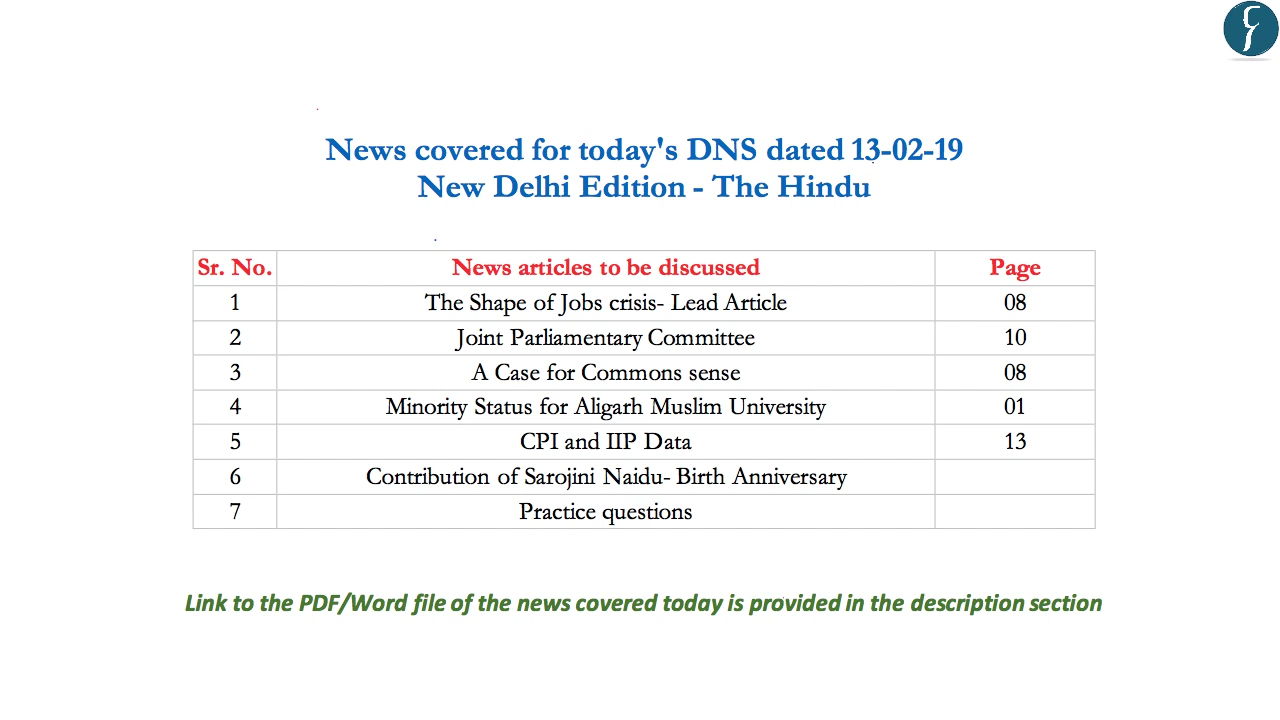 News covered for today's DNS dated 13-02-19
New Delhi Edition - The Hindu
Sr. No. News articles to be discussed Page
1 The Shape of Jobs crisis- Lead Article 08
2 Joint Parliamentary Committee 10
3 A Case for Commons sense 08
4 Minority Status for Aligarh Muslim University 01
5 CPI and IIP Data 13
6 Contribution of Sarojini Naidu- Birth Anniversary
7 Practice questions
Link to the PDF/Word file of the news covered today is provided in the description section